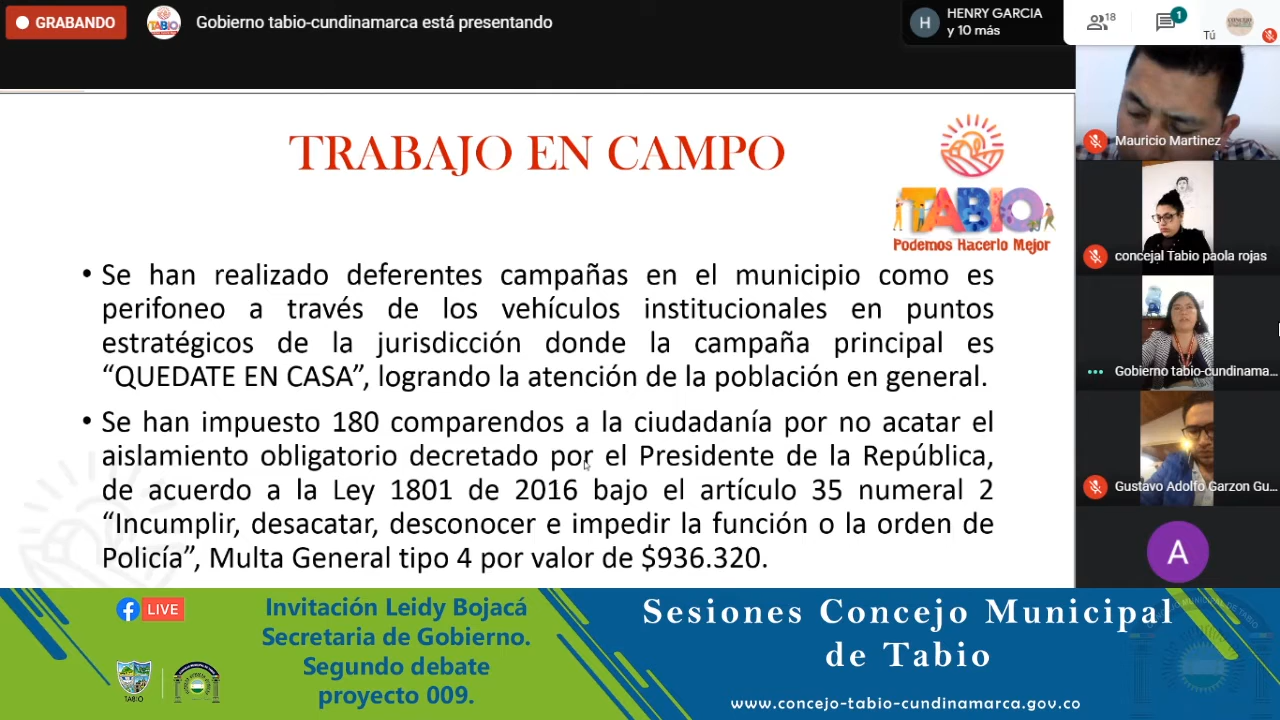 GRABANDO
Gobierno tabio-cundinamarca está presentando
H
HENRY GARCIA
y 10 más
18
1
Tú
TRABAJO EN CAMPO
TABIO
Podemos Hacerlo Mejor
• Se han realizado deferentes campañas en el municipio como es
perifoneo a través de los vehículos institucionales en puntos
estratégicos de la jurisdicción donde la campaña principal es
“QUEDATE EN CASA”, logrando la atención de la población en general.
• Se han impuesto 180 comparendos a la ciudadanía por no acatar el
aislamiento obligatorio decretado por el Presidente de la República,
de acuerdo a la Ley 1801 de 2016 bajo el artículo 35 numeral 2
“Incumplir, desacatar, desconocer e impedir la función o la orden de
Policía”, Multa General tipo 4 por valor de $936.320.
Mauricio Martinez
concejal Tabio paola rojas
Gobierno tabio-cundinama...
Gustavo Adolfo Garzon Gu...
A
LIVE
TABIO
Invitación Leidy Bojacá
Secretaria de Gobierno.
Segundo debate
proyecto 009.
Sesiones Concejo Municipal
de Tabio
www.concejo-tabio-cundinamarca.gov.co